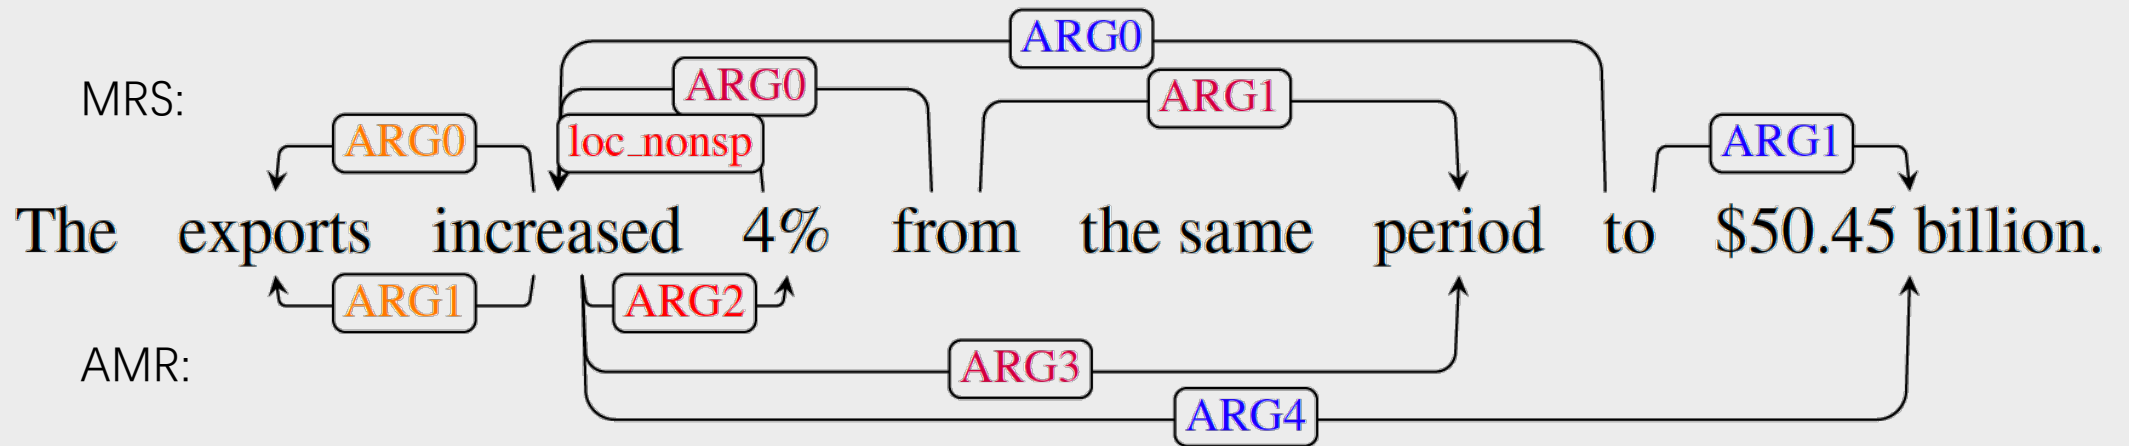 ARG0
ARG0 ARG1
MRS:
ARG0 loc_nonsp ARG1
The exports increased 4% from the same period to $50.45 billion.
ARG1 ARG2
AMR: ARG3
ARG4